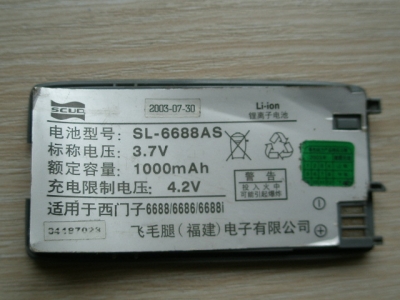 SCUD
2003-07-30
Li-ion
锂离子电池
电池型号: SL-6688AS
标称电压: 3.7V
额定容量: 1000mAh
充电限制电压: 4.2V
警告
适用于西门子6688/6686/6688i
飞毛腿(福建)电子有限公司